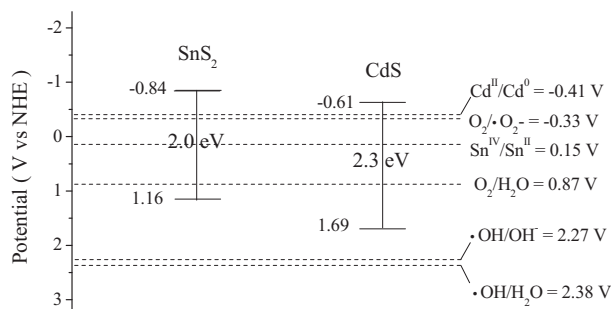 Potential ( V vs NHE )
-2
-1
0
1
2
3
SnS₂
-0.84
2.0 eV
1.16
CdS
-0.61
2.3 eV
1.69
Cdᴵᴵ/Cd⁰ = -0.41 V
O₂/•O₂- = -0.33 V
Snᴵⱽ/Snᴵᴵ = 0.15 V
O₂/H₂O = 0.87 V
•OH/OH⁻ = 2.27 V
•OH/H₂O = 2.38 V